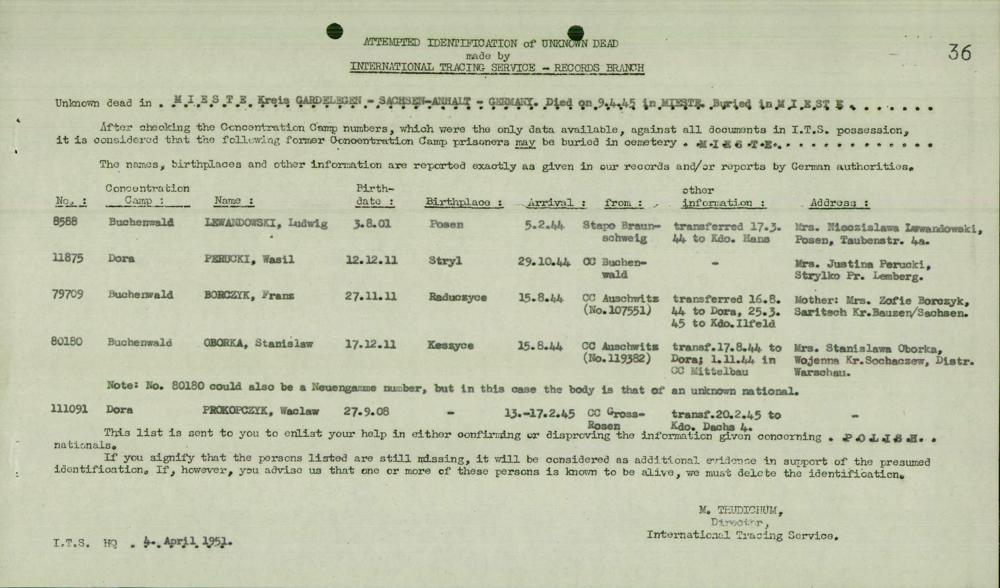 36
ATTEMPTED IDENTIFICATION of UNKNOWN DEAD
made by
INTERNATIONAL TRACING SERVICE - RECORDS BRANCH
Unknown dead in . M I E S T E, Kreis GARDELEGEN - SACHSEN-ANHALT - GERMANY. Died on 9.4.45 in MIESTE. Buried in M I E S T E . . . . . . . .
After checking the Concentration Camp numbers, which were the only data available, against all documents in I.T.S. possession,
it is considered that the following former Concentration Camp prisoners may be buried in cemetery . M.I.E.S.T.E. . . . . . . . . . . . . . .
The names, birthplaces and other information are reported exactly as given in our records and/or reports by German authorities.
Concentration Birth- other
No. : Camp : Name : date : Birthplace : Arrival : from : information : Address :
8588 Buchenwald LEWANDOWSKI, Ludwig 3.8.01 Posen 5.2.44 Stapo Braun- transferred 17.3. Mrs. Nieozislawa Lewandowski,
schweig 44 to Kdo. Hans Posen, Taubenstr. 4a.
11875 Dora PERUCKI, Wasil 12.12.11 Stryl 29.10.44 CC Buchen- - Mrs. Justina Perucki,
wald Strylko Pr. Lemberg.
79709 Buchenwald BORCZYK, Franz 27.11.11 Raduczyce 15.8.44 CC Auschwitz transferred 16.8. Mother: Mrs. Zofie Borczyk,
(No.107551) 44 to Dora, 25.3. Saritsch Kr.Bauzen/Sachsen.
45 to Kdo.Ilfeld
80180 Buchenwald OBORKA, Stanislaw 17.12.11 Keszyce 15.8.44 CC Auschwitz transf.17.8.44 to Mrs. Stanislawa Oborka,
(No.119382) Dora; 1.11.44 in Wojenna Kr.Sochaczew, Distr.
CC Mittelbau Warschau.
Note: No. 80180 could also be a Neuengamme number, but in this case the body is that of an unknown national.
111091 Dora PROKOPCZYK, Waclaw 27.9.08 - 13.-17.2.45 CC Gross- transf.20.2.45 to -
Rosen Kdo. Dachs 4.
This list is sent to you to enlist your help in either confirming or disproving the information given concerning . P.O.L.I.S.H. .
nationals.
If you signify that the persons listed are still missing, it will be considered as additional evidence in support of the presumed
identification. If, however, you advise us that one or more of these persons is known to be alive, we must delete the identification.
M. THUDICHUM,
Director,
International Tracing Service.
I.T.S. HQ . 4. April 1951.